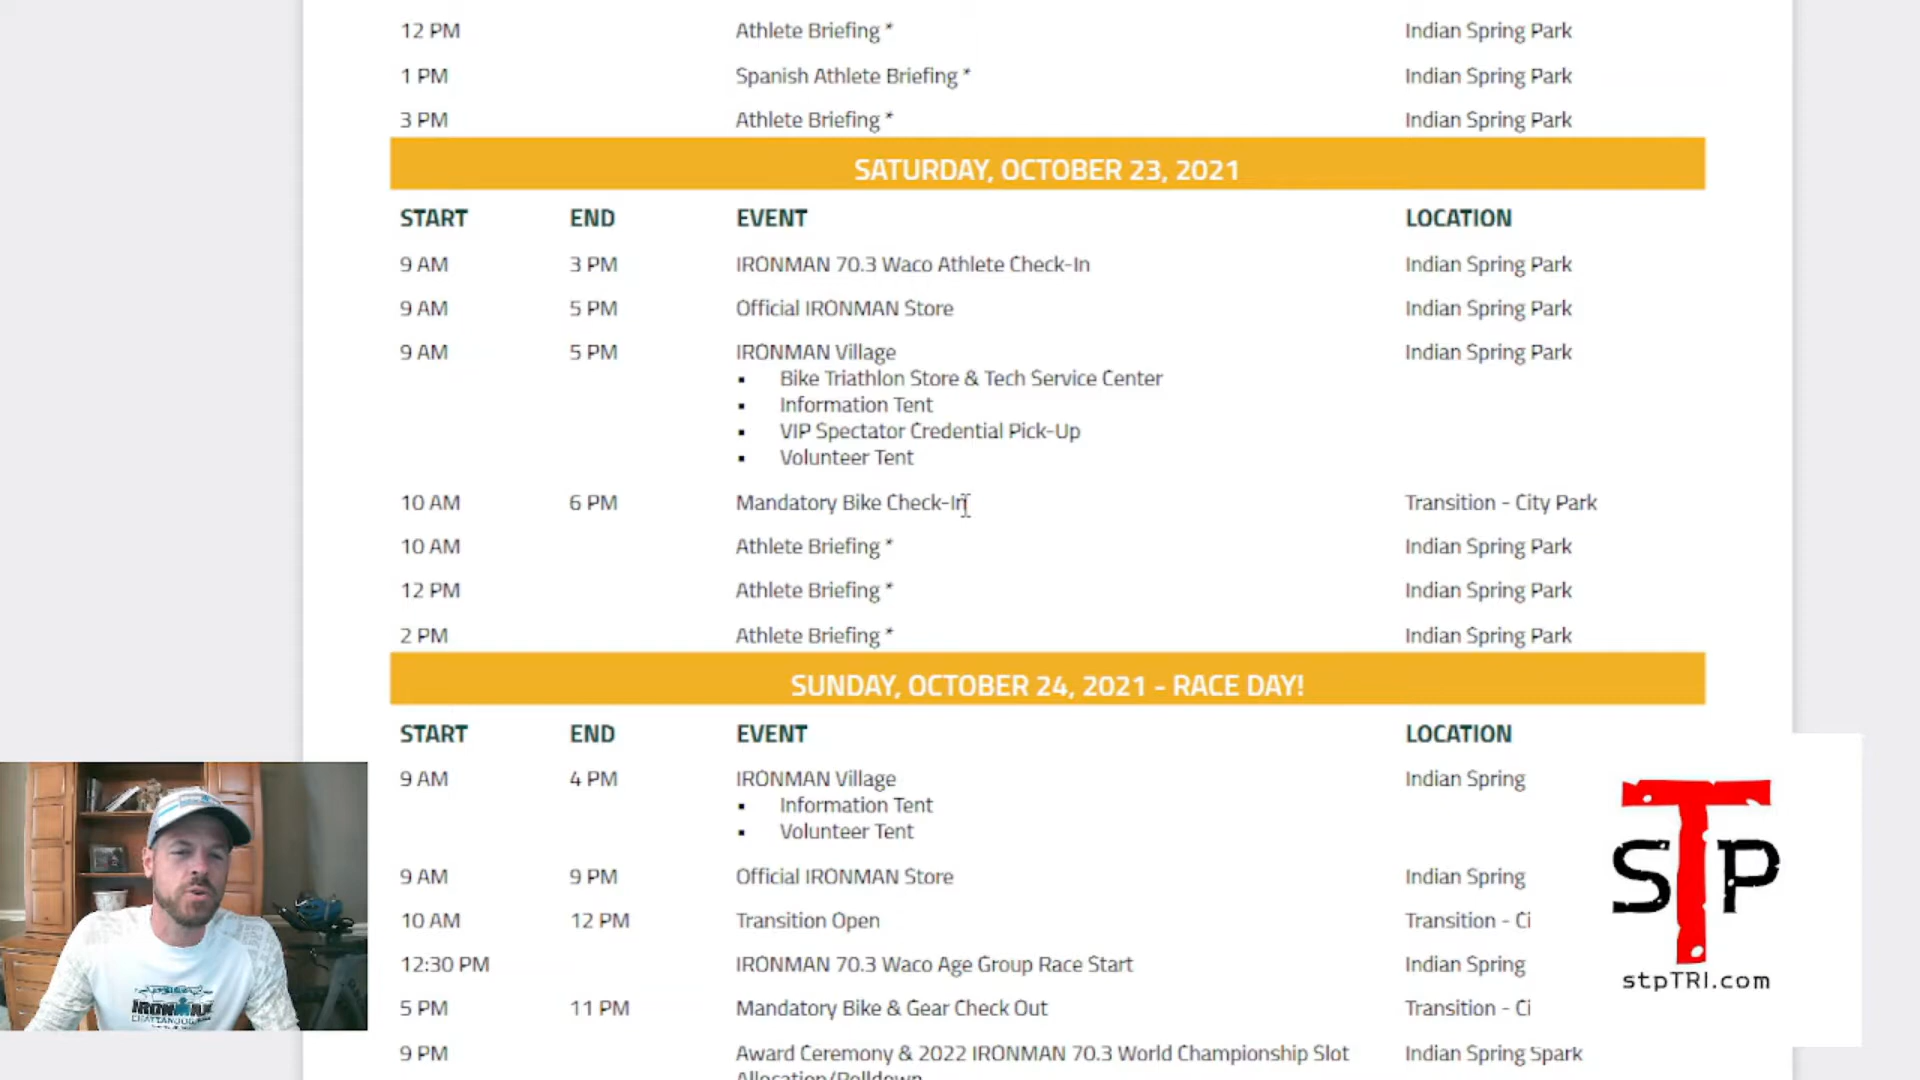 12 PM Athlete Briefing * Indian Spring Park
1 PM Spanish Athlete Briefing * Indian Spring Park
3 PM Athlete Briefing * Indian Spring Park
SATURDAY, OCTOBER 23, 2021
START END EVENT LOCATION
9 AM 3 PM IRONMAN 70.3 Waco Athlete Check-In Indian Spring Park
9 AM 5 PM Official IRONMAN Store Indian Spring Park
9 AM 5 PM IRONMAN Village Indian Spring Park
▪ Bike Triathlon Store & Tech Service Center
▪ Information Tent
▪ VIP Spectator Credential Pick-Up
▪ Volunteer Tent
10 AM 6 PM Mandatory Bike Check-In Transition - City Park
10 AM Athlete Briefing * Indian Spring Park
12 PM Athlete Briefing * Indian Spring Park
2 PM Athlete Briefing * Indian Spring Park
SUNDAY, OCTOBER 24, 2021 - RACE DAY!
START END EVENT LOCATION
9 AM 4 PM IRONMAN Village Indian Spring
▪ Information Tent
▪ Volunteer Tent
9 AM 9 PM Official IRONMAN Store Indian Spring
10 AM 12 PM Transition Open Transition - Ci
12:30 PM IRONMAN 70.3 Waco Age Group Race Start Indian Spring
5 PM 11 PM Mandatory Bike & Gear Check Out Transition - Ci
9 PM Award Ceremony & 2022 IRONMAN 70.3 World Championship Slot Indian Spring Spark
Allocation/Rolldown
STP
stpTRI.com
IRONMAN
CHATTANOOGA